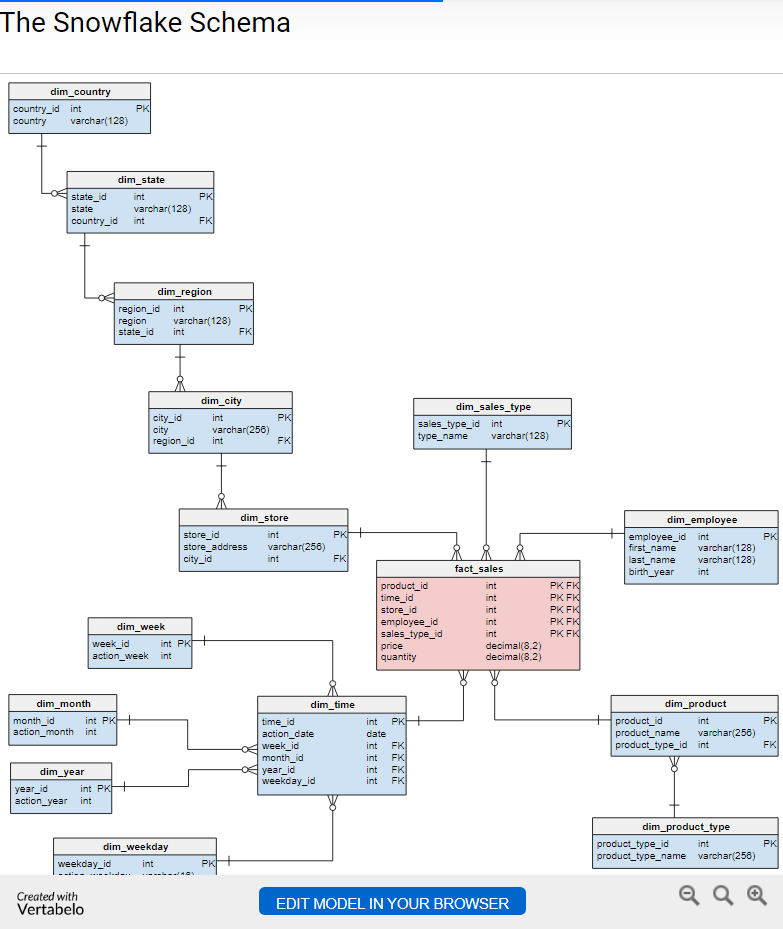 The Snowflake Schema
dim_country
country_id int PK
country varchar(128)
dim_state
state_id int PK
state varchar(128)
country_id int FK
dim_region
region_id int PK
region varchar(128)
state_id int FK
dim_city
city_id int PK
city varchar(256)
region_id int FK
dim_sales_type
sales_type_id int PK
type_name varchar(128)
dim_store
store_id int PK
store_address varchar(256)
city_id int FK
dim_employee
employee_id int PK
first_name varchar(128)
last_name varchar(128)
birth_year int
fact_sales
product_id int PK FK
time_id int PK FK
store_id int PK FK
employee_id int PK FK
sales_type_id int PK FK
price decimal(8,2)
quantity decimal(8,2)
dim_week
week_id int PK
action_week int
dim_month
month_id int PK
action_month int
dim_time
time_id int PK
action_date date
week_id int FK
month_id int FK
year_id int FK
weekday_id int FK
dim_product
product_id int PK
product_name varchar(256)
product_type_id int FK
dim_year
year_id int PK
action_year int
dim_product_type
product_type_id int PK
product_type_name varchar(256)
dim_weekday
weekday_id int PK
Created with
Vertabelo
EDIT MODEL IN YOUR BROWSER